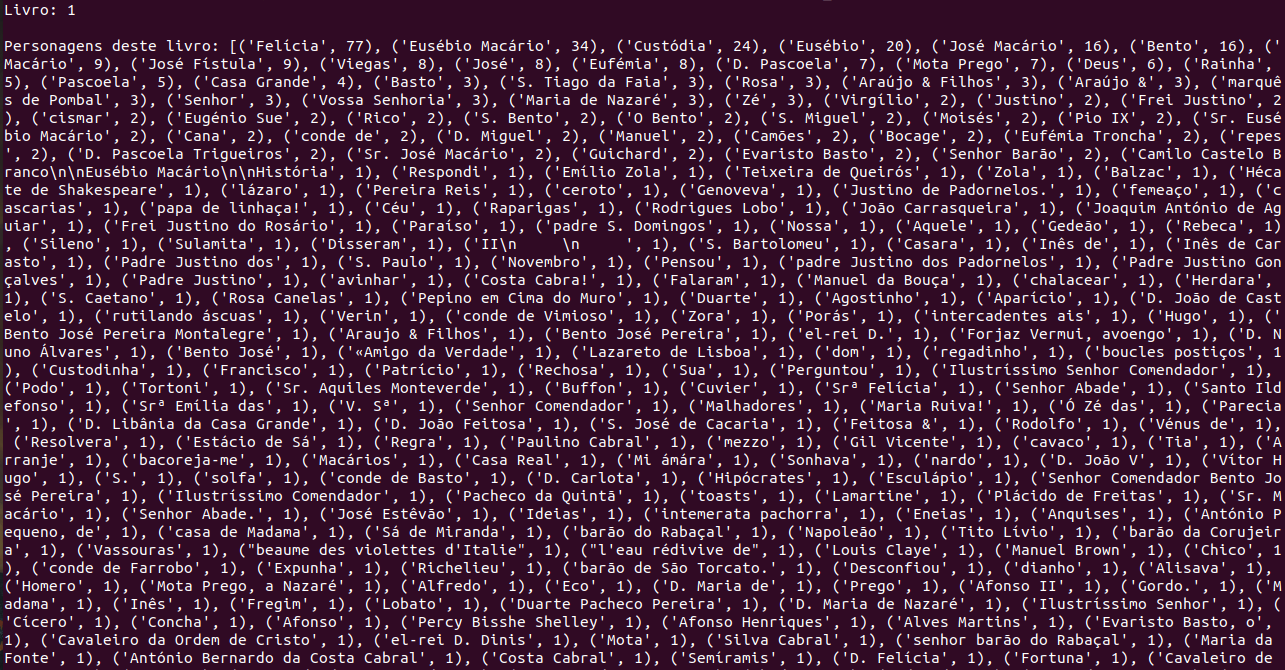 Livro: 1
Personagens deste livro: [('Felícia', 77), ('Eusébio Macário', 34), ('Custódia', 24), ('Eusébio', 20), ('José Macário', 16), ('Bento', 16), ('
Macário', 9), ('José Fístula', 9), ('Viegas', 8), ('José', 8), ('Eufémia', 8), ('D. Pascoela', 7), ('Mota Prego', 7), ('Deus', 6), ('Rainha',
5), ('Pascoela', 5), ('Casa Grande', 4), ('Basto', 3), ('S. Tiago da Faia', 3), ('Rosa', 3), ('Araújo & Filhos', 3), ('Araújo &', 3), ('marquê
s de Pombal', 3), ('Senhor', 3), ('Vossa Senhoria', 3), ('Maria de Nazaré', 3), ('Zé', 3), ('Virgílio', 2), ('Justino', 2), ('Frei Justino', 2
), ('cismar', 2), ('Eugénio Sue', 2), ('Rico', 2), ('S. Bento', 2), ('O Bento', 2), ('S. Miguel', 2), ('Moisés', 2), ('Pio IX', 2), ('Sr. Eusé
bio Macário', 2), ('Cana', 2), ('conde de', 2), ('D. Miguel', 2), ('Manuel', 2), ('Camões', 2), ('Bocage', 2), ('Eufémia Troncha', 2), ('repes
', 2), ('D. Pascoela Trigueiros', 2), ('Sr. José Macário', 2), ('Guichard', 2), ('Evaristo Basto', 2), ('Senhor Barão', 2), ('Camilo Castelo B
ranco\n\nEusébio Macário\n\nHistória', 1), ('Respondi', 1), ('Emílio Zola', 1), ('Teixeira de Queirós', 1), ('Zola', 1), ('Balzac', 1), ('Héca
te de Shakespeare', 1), ('lázaro', 1), ('Pereira Reis', 1), ('ceroto', 1), ('Genoveva', 1), ('Justino de Padornelos.', 1), ('femeaço', 1), ('c
ascarias', 1), ('papa de linhaça!', 1), ('Céu', 1), ('Raparigas', 1), ('Rodrigues Lobo', 1), ('João Carrasqueira', 1), ('Joaquim António de Ag
uiar', 1), ('Frei Justino do Rosário', 1), ('Paraíso', 1), ('padre S. Domingos', 1), ('Nossa', 1), ('Aquele', 1), ('Gedeão', 1), ('Rebeca', 1)
, ('Sileno', 1), ('Sulamita', 1), ('Disseram', 1), ('II\n     \n     ', 1), ('S. Bartolomeu', 1), ('Casara', 1), ('Inês de', 1), ('Inês de Car
asto', 1), ('Padre Justino dos', 1), ('S. Paulo', 1), ('Novembro', 1), ('Pensou', 1), ('padre Justino dos Padornelos', 1), ('Padre Justino Gon
çalves', 1), ('Padre Justino', 1), ('avinhar', 1), ('Costa Cabra!', 1), ('Falaram', 1), ('Manuel da Bouça', 1), ('chalacear', 1), ('Herdara',
1), ('S. Caetano', 1), ('Rosa Canelas', 1), ('Pepino em Cima do Muro', 1), ('Duarte', 1), ('Agostinho', 1), ('Aparício', 1), ('D. João de Cast
elo', 1), ('rutilando áscuas', 1), ('Verin', 1), ('conde de Vimioso', 1), ('Zora', 1), ('Porás', 1), ('intercadentes ais', 1), ('Hugo', 1), ('
Bento José Pereira Montalegre', 1), ('Araujo & Filhos', 1), ('Bento José Pereira', 1), ('el-rei D.', 1), ('Forjaz Vermui, avoengo', 1), ('D. N
uno Álvares', 1), ('Bento José', 1), ('«Amigo da Verdade', 1), ('Lazareto de Lisboa', 1), ('dom', 1), ('regadinho', 1), ('boucles postiços', 1
), ('Custodinha', 1), ('Francisco', 1), ('Patrício', 1), ('Rechosa', 1), ('Sua', 1), ('Perguntou', 1), ('Ilustríssimo Senhor Comendador', 1),
('Podo', 1), ('Tortoni', 1), ('Sr. Aquiles Monteverde', 1), ('Buffon', 1), ('Cuvier', 1), ('Srª Felícia', 1), ('Senhor Abade', 1), ('Santo Ild
efonso', 1), ('Srª Emília das', 1), ('V. Sª', 1), ('Senhor Comendador', 1), ('Malhadores', 1), ('Maria Ruiva!', 1), ('Ó Zé das', 1), ('Parecia
', 1), ('D. Libânia da Casa Grande', 1), ('D. João Feitosa', 1), ('S. José de Cacaria', 1), ('Feitosa &', 1), ('Rodolfo', 1), ('Vénus de', 1),
('Resolvera', 1), ('Estácio de Sá', 1), ('Regra', 1), ('Paulino Cabral', 1), ('mezzo', 1), ('Gil Vicente', 1), ('cavaco', 1), ('Tia', 1), ('A
rranje', 1), ('bacoreja-me', 1), ('Macários', 1), ('Casa Real', 1), ('Mi ámára', 1), ('Sonhava', 1), ('nardo', 1), ('D. João V', 1), ('Vítor H
ugo', 1), ('S.', 1), ('solfa', 1), ('conde de Basto', 1), ('D. Carlota', 1), ('Hipócrates', 1), ('Esculápio', 1), ('Senhor Comendador Bento Jo
sé Pereira', 1), ('Ilustríssimo Comendador', 1), ('Pacheco da Quintã', 1), ('toasts', 1), ('Lamartine', 1), ('Plácido de Freitas', 1), ('Sr. M
acário', 1), ('Senhor Abade.', 1), ('José Estêvão', 1), ('Ideias', 1), ('intemerata pachorra', 1), ('Eneias', 1), ('Anquises', 1), ('António P
equeno, de', 1), ('casa de Madama', 1), ('Sá de Miranda', 1), ('barão do Rabaçal', 1), ('Napoleão', 1), ('Tito Lívio', 1), ('barão da Corujeir
a', 1), ('Vassouras', 1), ("beaume des violettes d'Italie", 1), ("l'eau rédivive de", 1), ('Louis Claye', 1), ('Manuel Brown', 1), ('Chico', 1
), ('conde de Farrobo', 1), ('Expunha', 1), ('Richelieu', 1), ('barão de São Torcato.', 1), ('Desconfiou', 1), ('dianho', 1), ('Alisava', 1),
('Homero', 1), ('Mota Prego, a Nazaré', 1), ('Alfredo', 1), ('Eco', 1), ('D. Maria de', 1), ('Prego', 1), ('Afonso II', 1), ('Gordo.', 1), ('M
adama', 1), ('Inês', 1), ('Fregim', 1), ('Lobato', 1), ('Duarte Pacheco Pereira', 1), ('D. Maria de Nazaré', 1), ('Ilustríssimo Senhor', 1), (
'Cícero', 1), ('Concha', 1), ('Afonso', 1), ('Percy Bisshe Shelley', 1), ('Afonso Henriques', 1), ('Alves Martins', 1), ('Evaristo Basto, o',
1), ('Cavaleiro da Ordem de Cristo', 1), ('el-rei D. Dinis', 1), ('Mota', 1), ('Silva Cabral', 1), ('senhor barão do Rabaçal', 1), ('Maria da
Fonte', 1), ('António Bernardo da Costa Cabral', 1), ('Costa Cabral', 1), ('Semíramis', 1), ('D. Felícia', 1), ('Fortuna', 1), ('Cavaleiro de